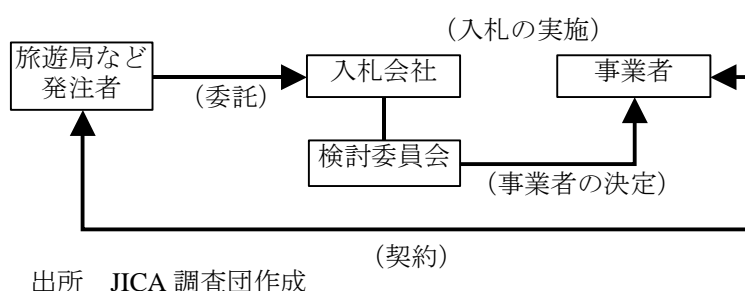 (入札の実施)
旅遊局など
発注者
(委託)
入札会社
事業者
検討委員会
(事業者の決定)
(契約)
出所　JICA 調査団作成